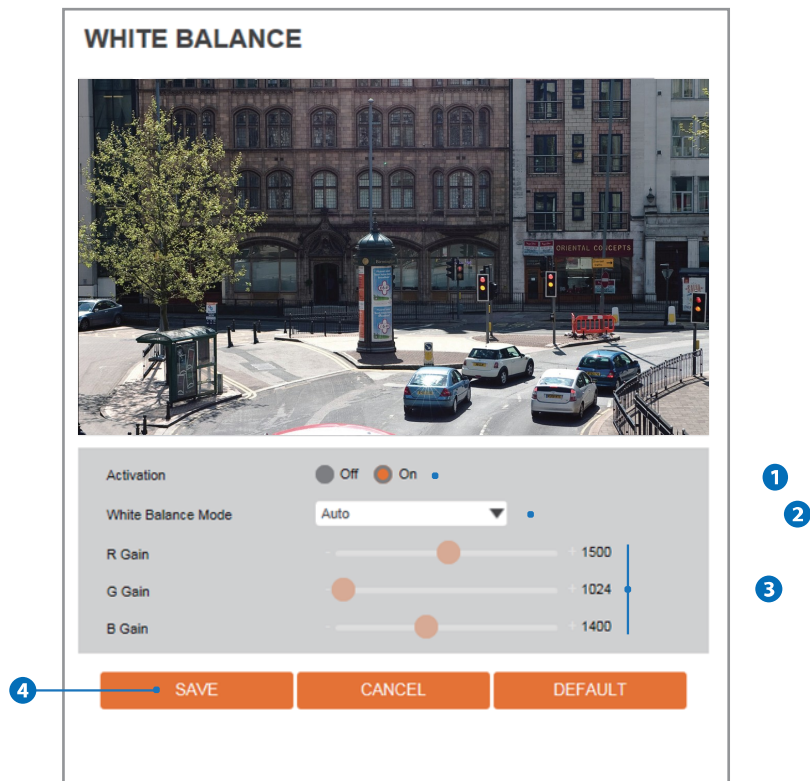 WHITE BALANCE
ORIENTAL CONCEPTS
Activation Off On 1
White Balance Mode Auto 2
R Gain - + 1500
G Gain - + 1024 3
B Gain - + 1400
4 SAVE CANCEL DEFAULT